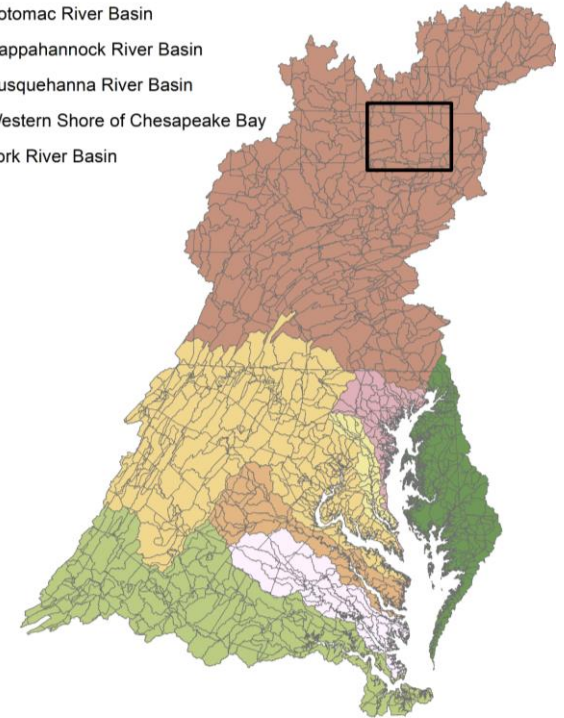 otomac River Basin
appahannock River Basin
usquehanna River Basin
Western Shore of Chesapeake Bay
ork River Basin